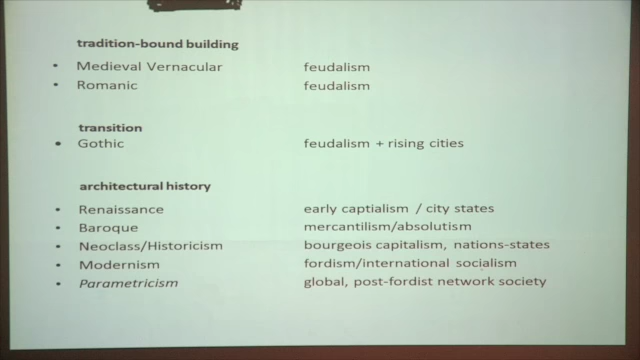 tradition-bound building
• Medieval Vernacular feudalism
• Romanic feudalism
transition
• Gothic feudalism + rising cities
architectural history
• Renaissance early captialism / city states
• Baroque mercantilism/absolutism
• Neoclass/Historicism bourgeois capitalism, nations-states
• Modernism fordism/international socialism
• Parametricism global, post-fordist network society